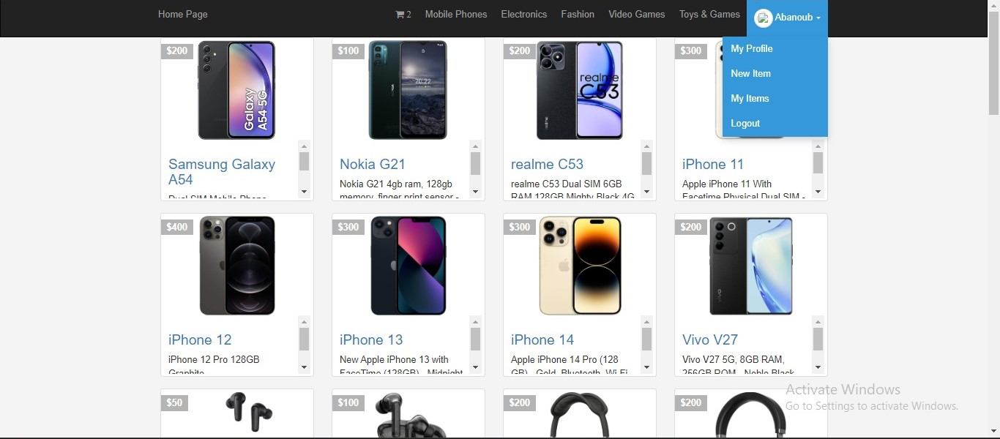 Home Page
2
Mobile Phones
Electronics
Fashion
Video Games
Toys & Games
Abanoub
My Profile
New Item
My Items
Logout
$200
$100
$200
$300
Galaxy
A54 5G
20:22
realme
C53
Samsung Galaxy
A54
Dual SIM Mobile Phone
Nokia G21
Nokia G21 4gb ram, 128gb
memory, finger print sensor -
realme C53
realme C53 Dual SIM 6GB
RAM 128GB Mighty Black 4G
iPhone 11
Apple iPhone 11 With
Facetime Physical Dual SIM -
$400
$300
$300
$200
vivo
iPhone 12
iPhone 12 Pro 128GB
Graphite
iPhone 13
New Apple iPhone 13 with
FaceTime (128GB) - Midnight
iPhone 14
Apple iPhone 14 Pro (128
GB) - Gold, Bluetooth, Wi-Fi
Vivo V27
Vivo V27 5G, 8GB RAM,
256GB ROM - Noble Black
$50
$100
$200
$200
Activate Windows
Go to Settings to activate Windows.